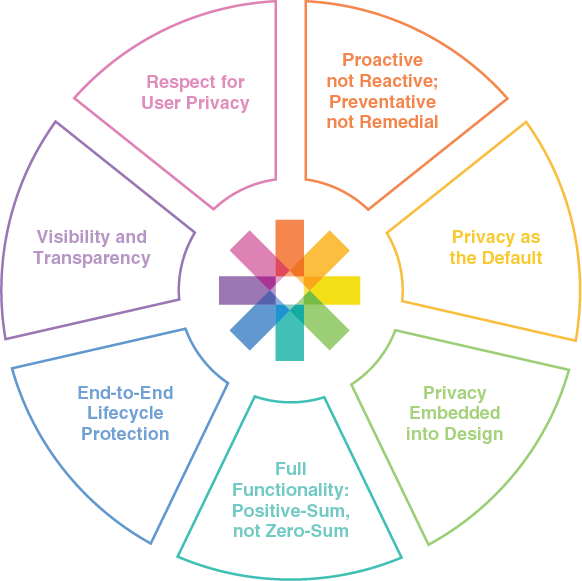 Proactive
not Reactive;
Preventative
not Remedial
Privacy as
the Default
Privacy
Embedded
into Design
Full
Functionality:
Positive-Sum,
not Zero-Sum
End-to-End
Lifecycle
Protection
Visibility and
Transparency
Respect for
User Privacy